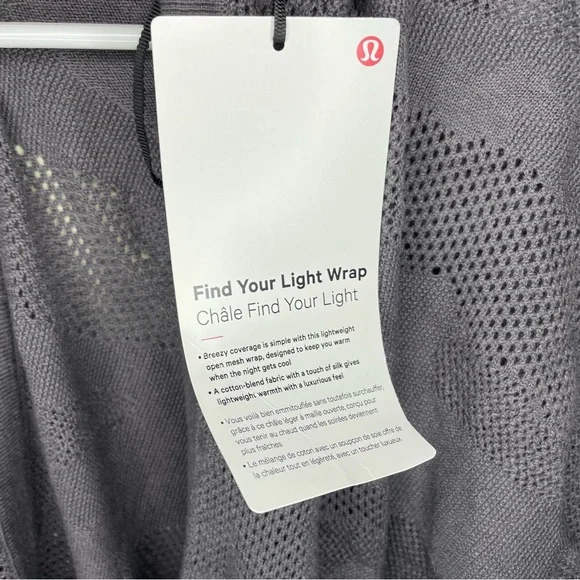 Find Your Light Wrap
Châle Find Your Light
• Breezy coverage is simple with this lightweight
open mesh wrap, designed to keep you warm
when the night gets cool
• A cotton-blend fabric with a touch of silk gives
lightweight warmth with a luxurious feel
• Vous voilà bien emmitouflée sans toutefois surchauffer,
grâce à ce châle léger à maille ouverte, conçu pour
vous tenir au chaud quand les soirées deviennent
plus fraîches
• Le mélange de coton avec un soupçon de soie offre de
la chaleur tout en légèreté, avec un toucher luxueux